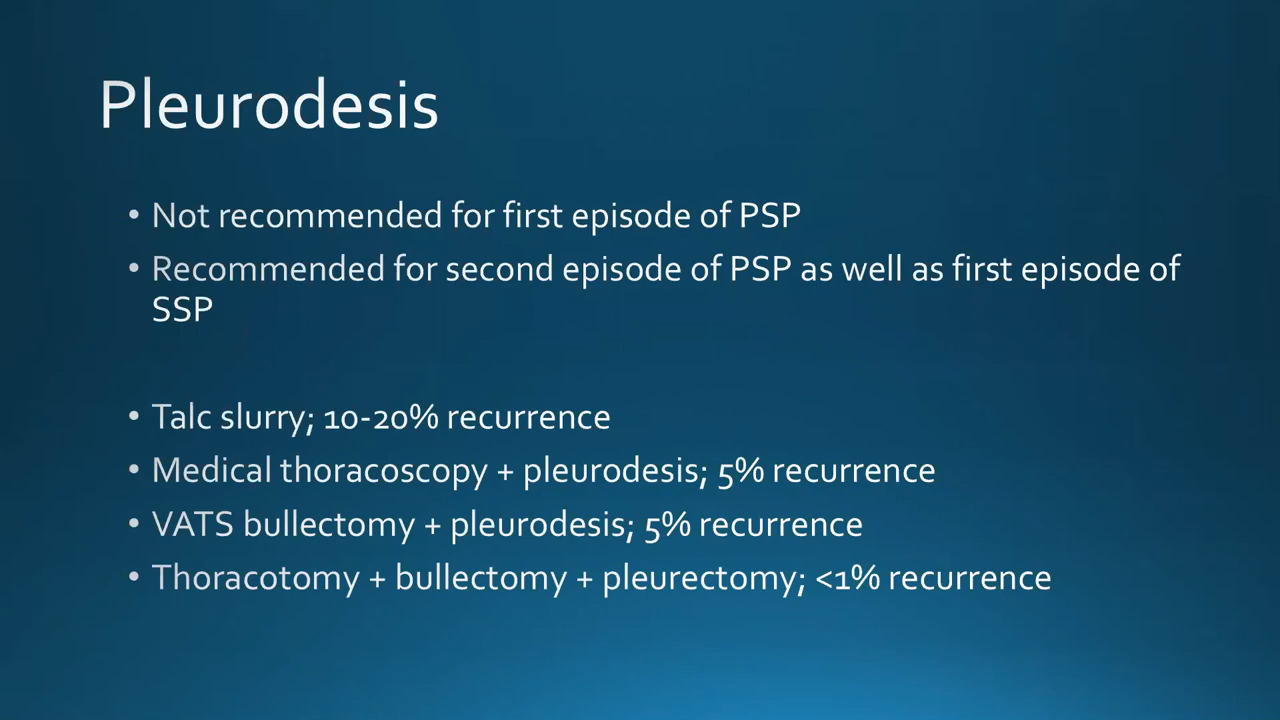 Pleurodesis
• Not recommended for first episode of PSP
• Recommended for second episode of PSP as well as first episode of
SSP
• Talc slurry; 10-20% recurrence
• Medical thoracoscopy + pleurodesis; 5% recurrence
• VATS bullectomy + pleurodesis; 5% recurrence
• Thoracotomy + bullectomy + pleurectomy; <1% recurrence